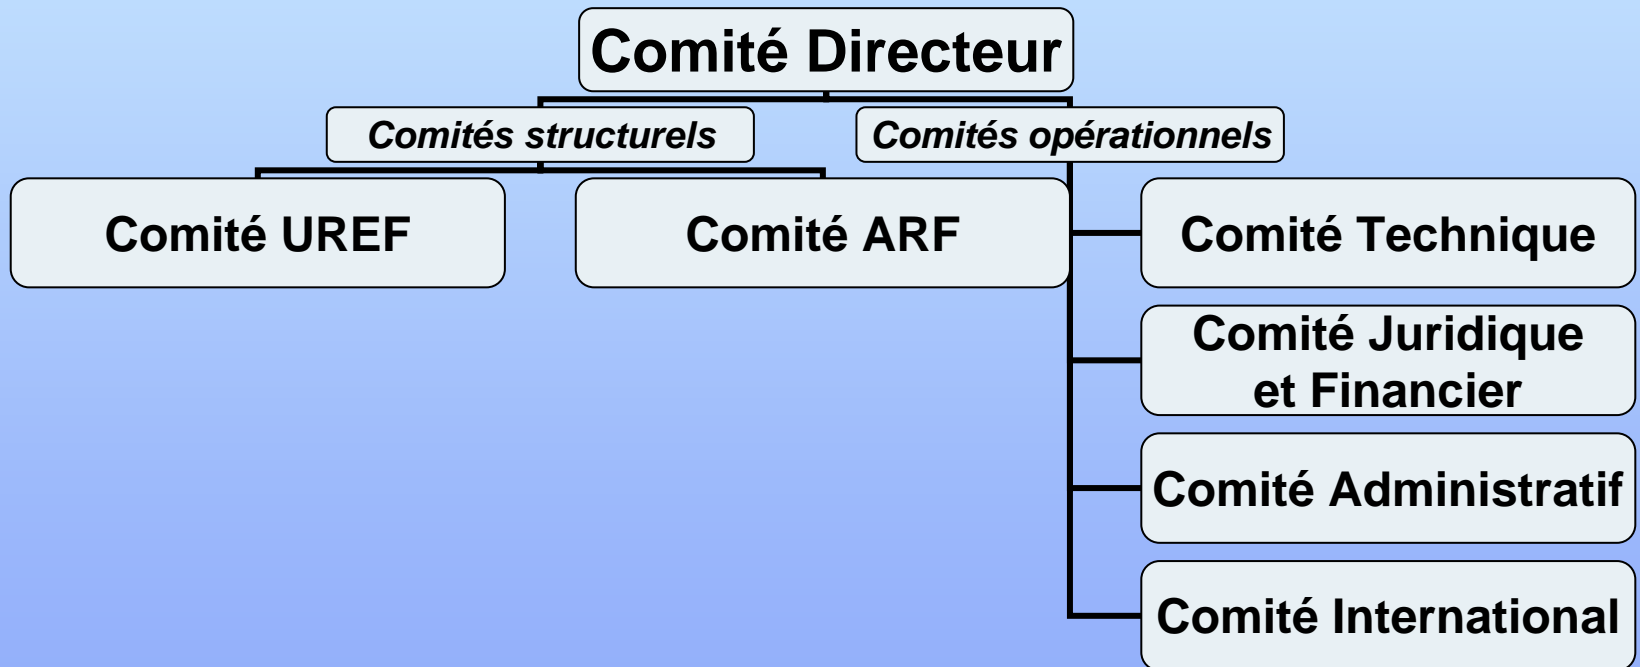 Comité Directeur
Comités structurels
Comités opérationnels
Comité UREF
Comité ARF
Comité Technique
Comité Juridique
et Financier
Comité Administratif
Comité International